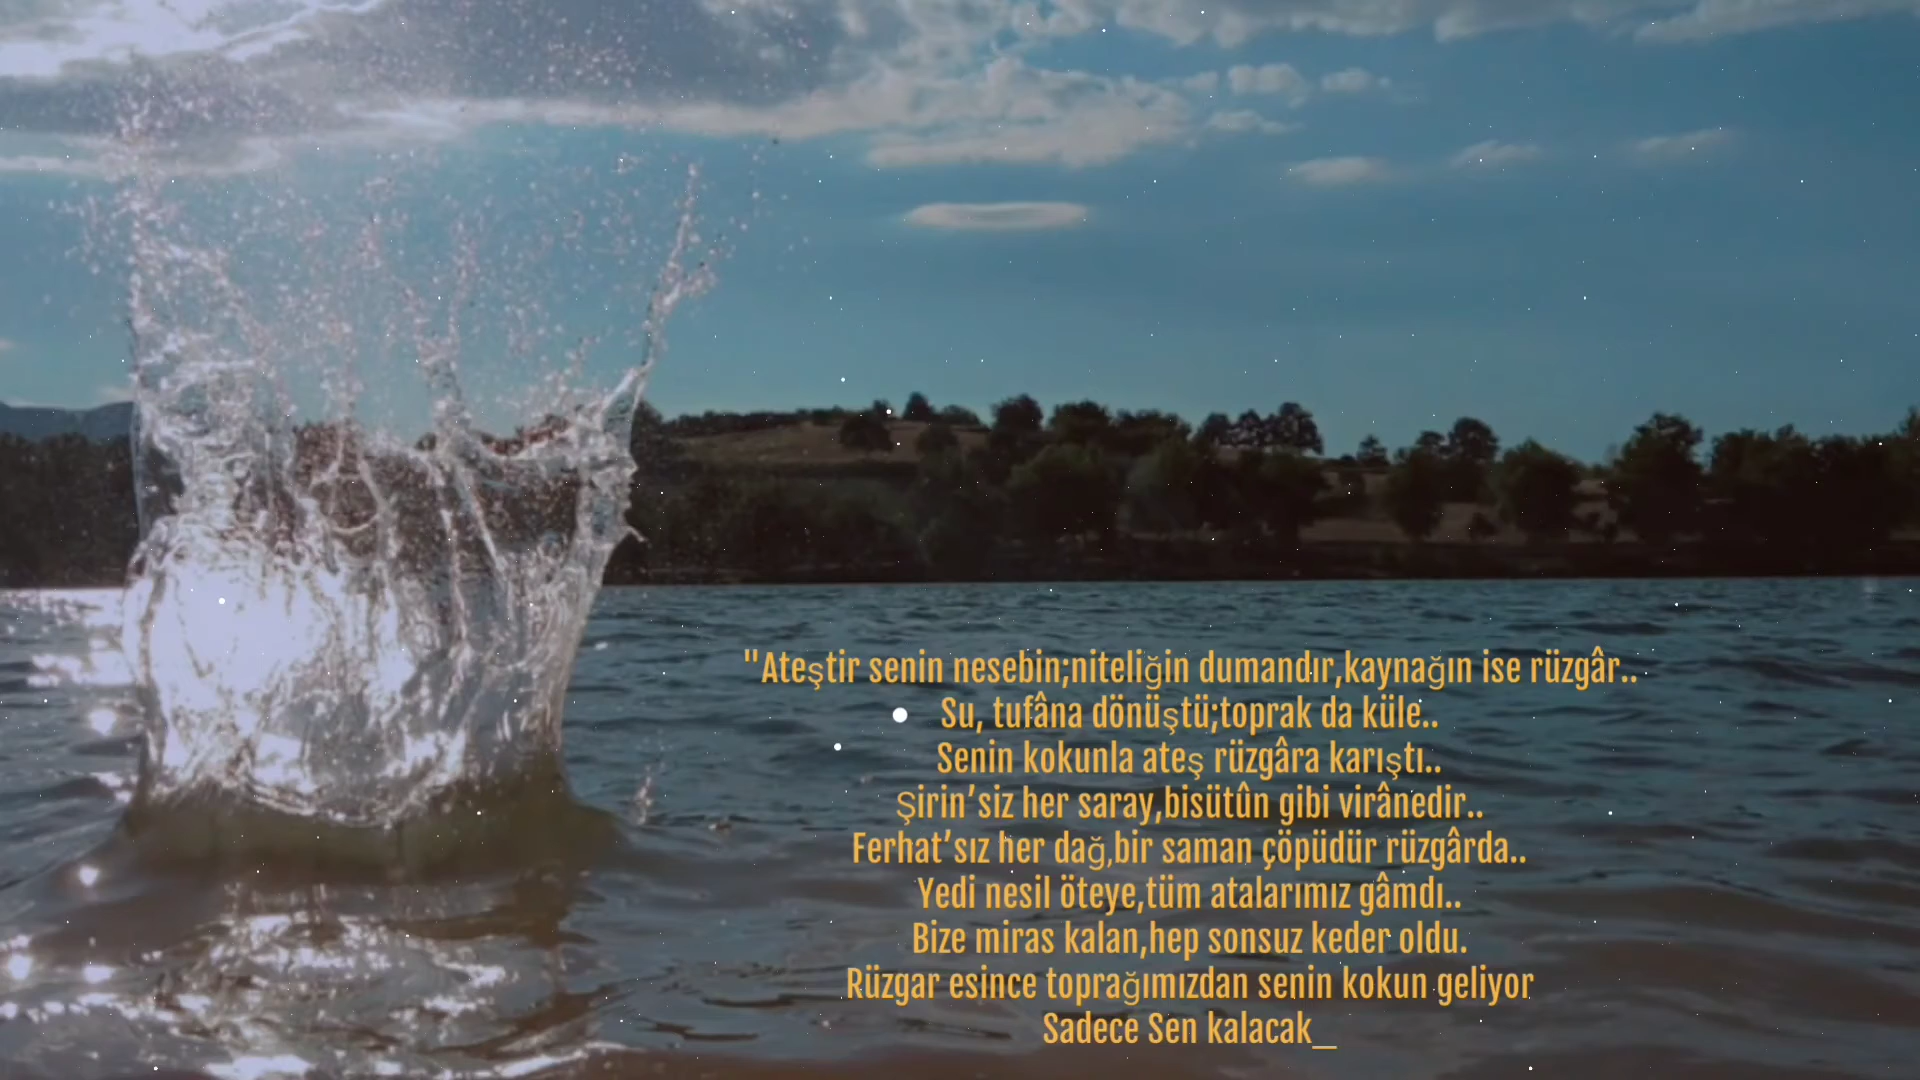 "Ateştir senin nesebin;niteliğin dumandır,kaynağın ise rüzgâr..
Su, tufâna dönüştü;toprak da küle..
Senin kokunla ateş rüzgâra karıştı..
Şirin’siz her saray,bisütûn gibi virânedir..
Ferhat’sız her dağ,bir saman çöpüdür rüzgârda..
Yedi nesil öteye,tüm atalarımız gâmdı..
Bize miras kalan,hep sonsuz keder oldu.
Rüzgar esince toprağımızdan senin kokun geliyor
Sadece Sen kalacak_